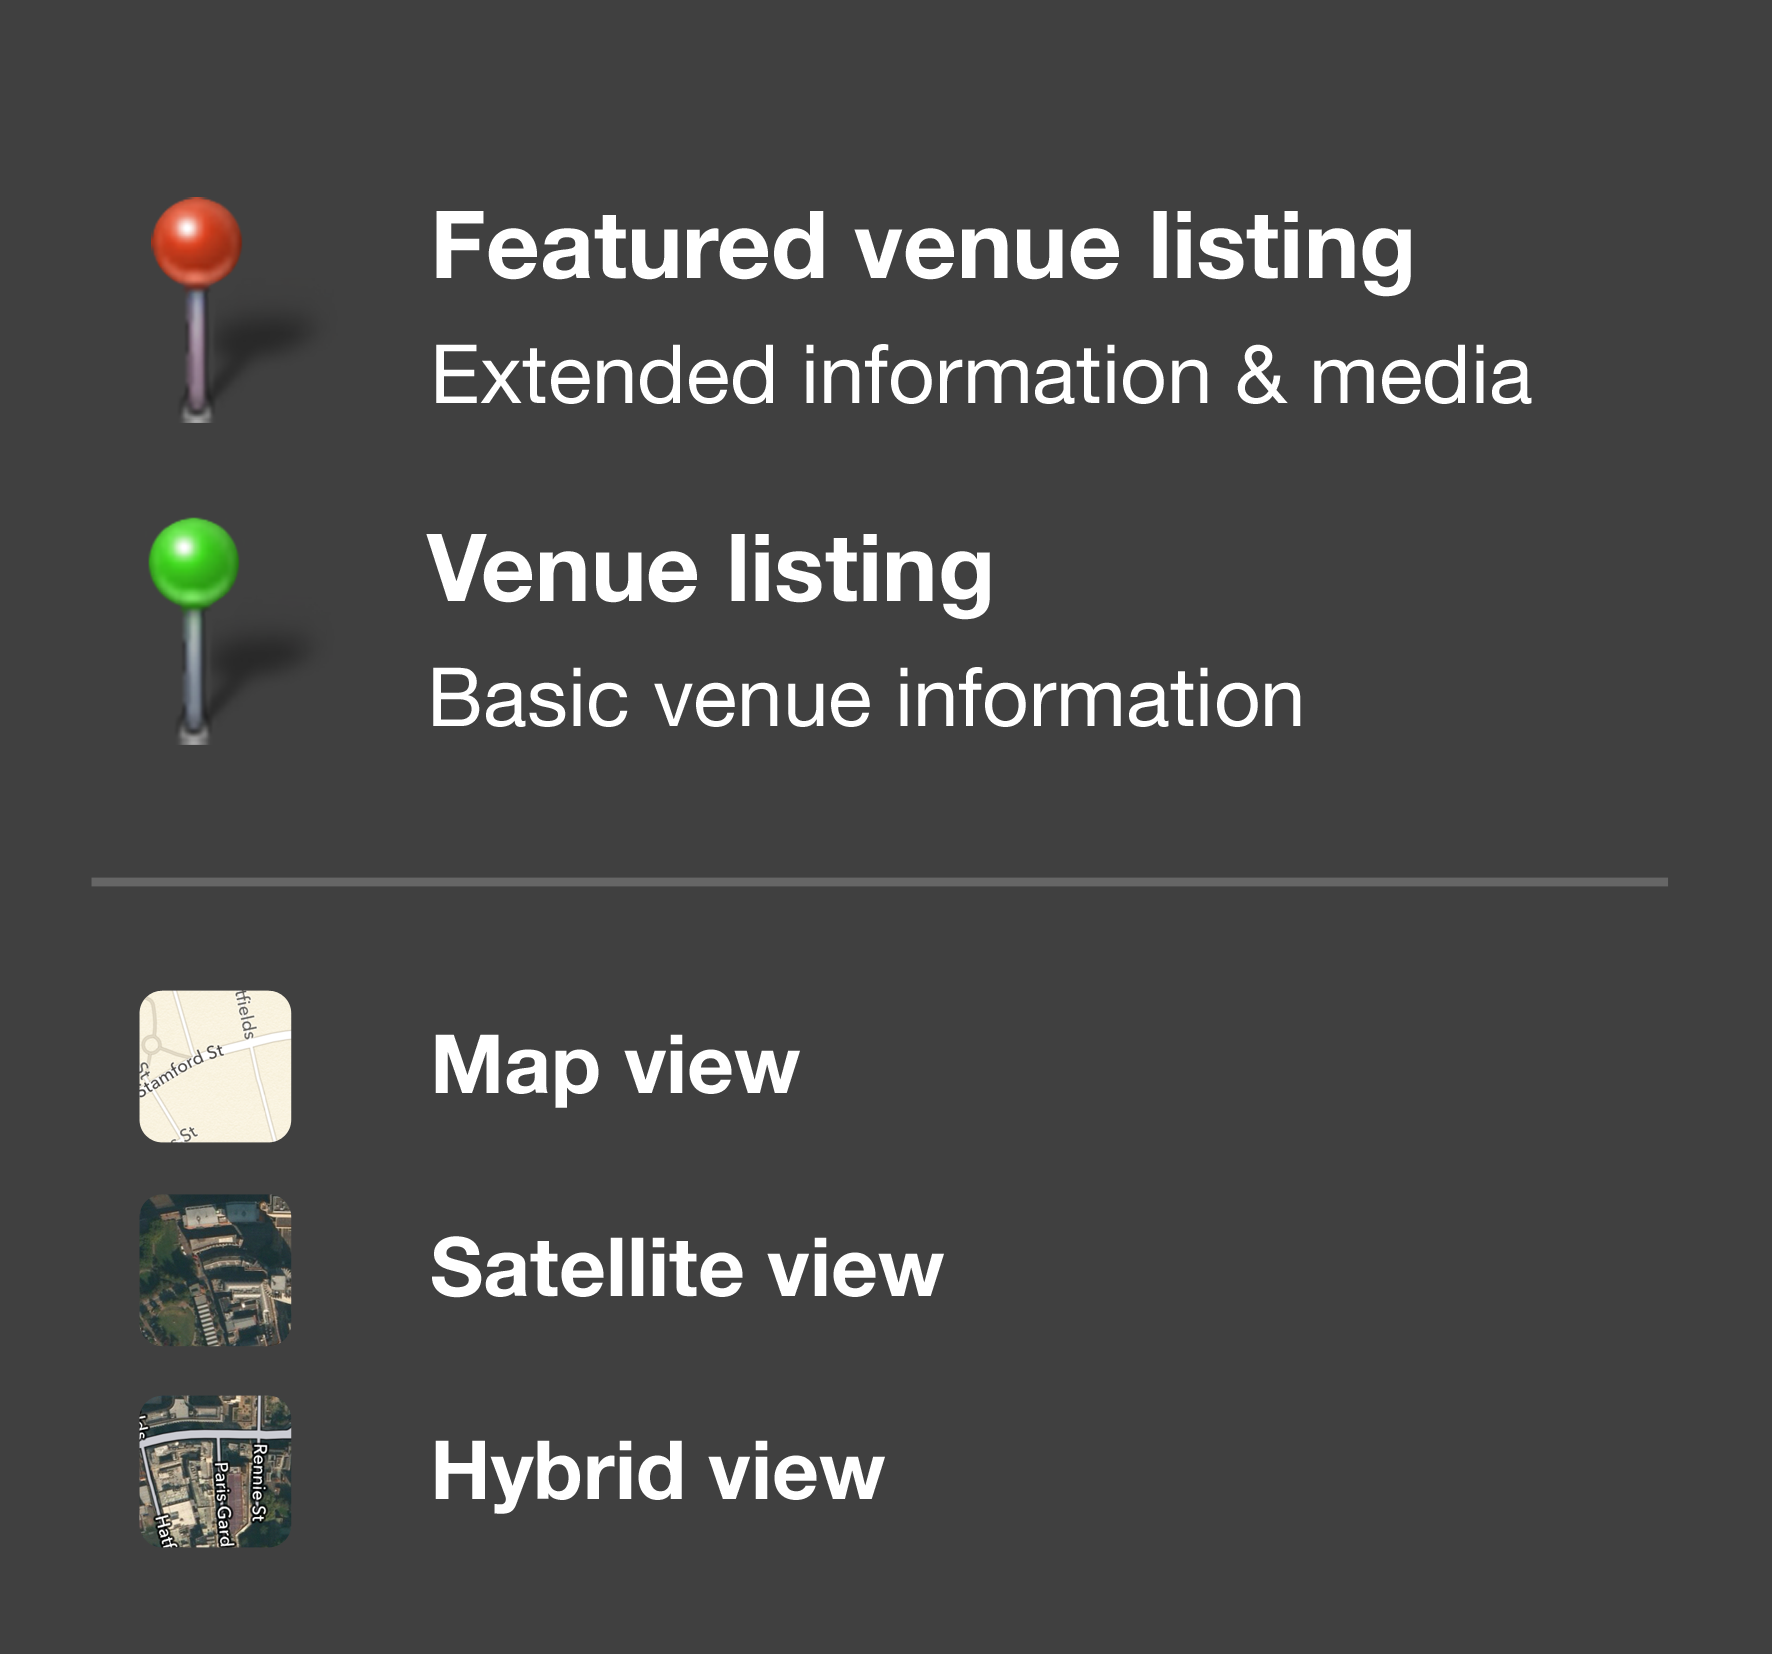 Featured venue listing
Extended information & media
Venue listing
Basic venue information
tfields
Stamford St
St
St
Map view
Satellite view
Rennie St
Paris Gard
Hatf
Hybrid view